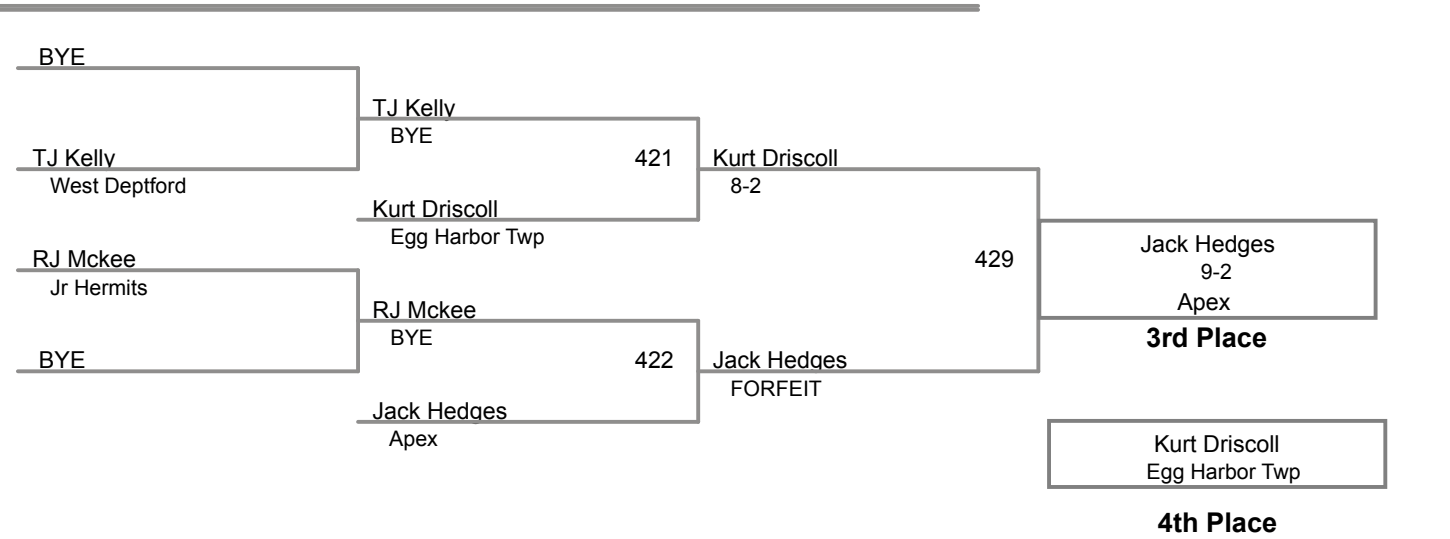 BYE
TJ Kelly
BYE
TJ Kelly
West Deptford
421
Kurt Driscoll
8-2
Kurt Driscoll
Egg Harbor Twp
RJ Mckee
Jr Hermits
429
Jack Hedges
9-2
Apex
3rd Place
RJ Mckee
BYE
BYE
422
Jack Hedges
FORFEIT
Jack Hedges
Apex
Kurt Driscoll
Egg Harbor Twp
4th Place